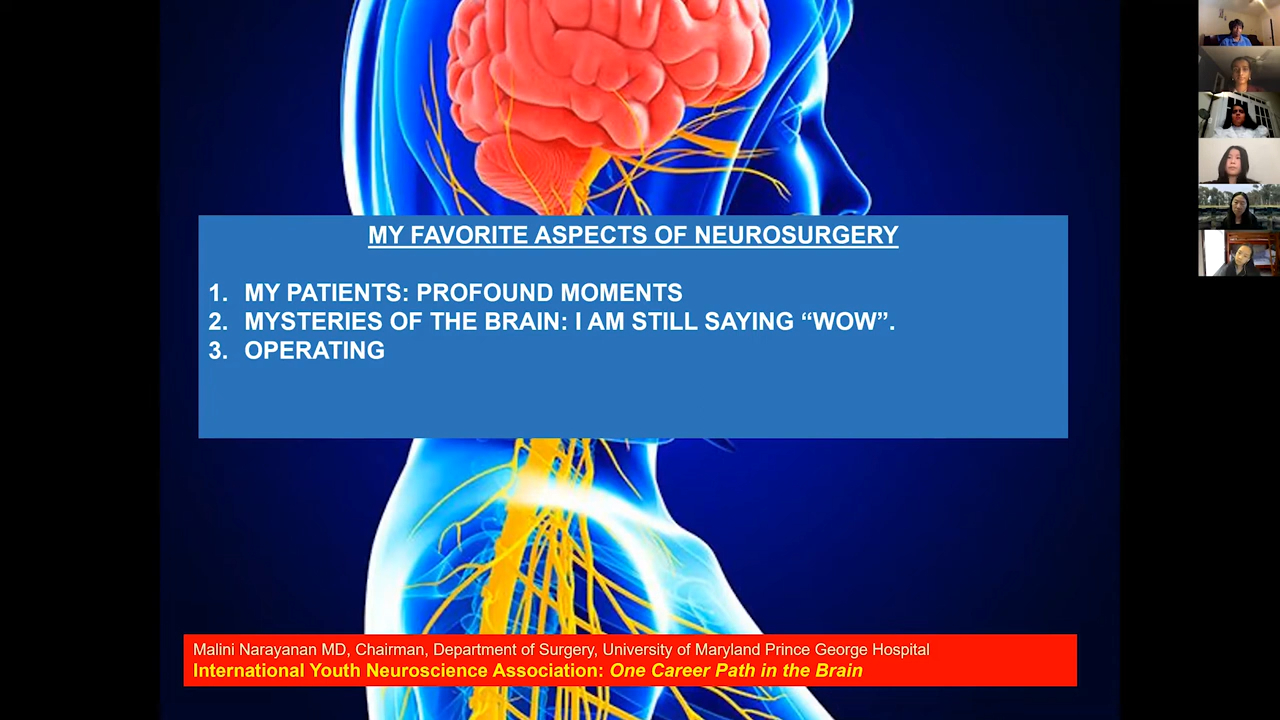 MY FAVORITE ASPECTS OF NEUROSURGERY
1. MY PATIENTS: PROFOUND MOMENTS
2. MYSTERIES OF THE BRAIN: I AM STILL SAYING “WOW”.
3. OPERATING
Malini Narayanan MD, Chairman, Department of Surgery, University of Maryland Prince George Hospital
International Youth Neuroscience Association: One Career Path in the Brain